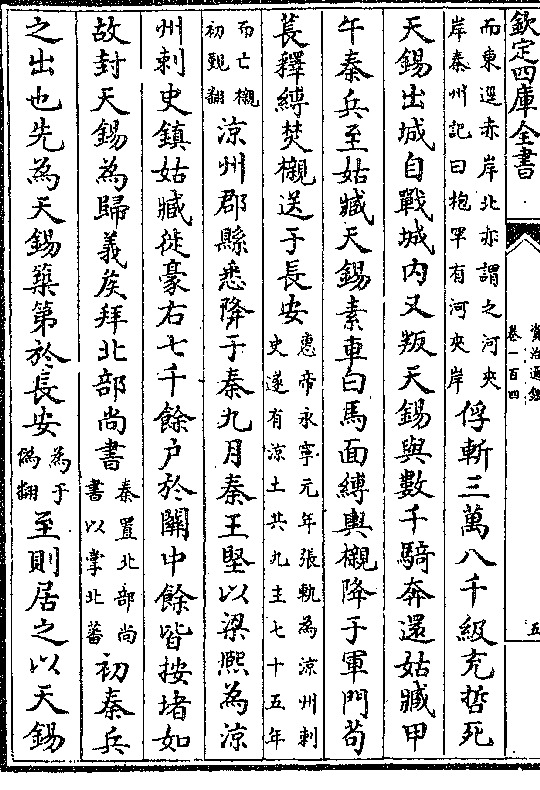 欽定四庫全書
資治通鑑
卷一百四
五
而東逕赤岸北亦謂之河夾
岸秦州記曰枹罕有河夾岸
俘斬三萬八千級充哲死
天錫出城自戰城内又叛天錫與數千騎奔還姑臧甲
午秦兵至姑臧天錫素車白馬面縛輿櫬降于軍門苟
萇釋縛焚櫬送于長安
惠帝永寧元年張軌為涼州刺
史遂有涼土共九主七十五年
而亡櫬
初覲翻
涼州郡縣悉降于秦九月秦王堅以梁熙為涼
州刺史鎮姑臧徙豪右七千餘户於關中餘皆按堵如
故封天錫為歸義矦拜北部尚書
秦置北部尚
書以掌北蕃
初秦兵
之出也先為天錫築第於長安
為于
偽翻
至則居之以天錫